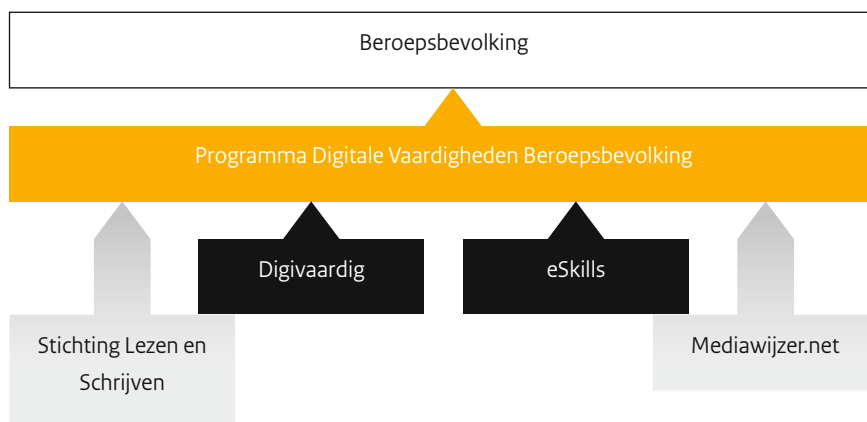 Beroepsbevolking
Programma Digitale Vaardigheden Beroepsbevolking
Digivaardig
eSkills
Stichting Lezen en
Schrijven
Mediawijzer.net